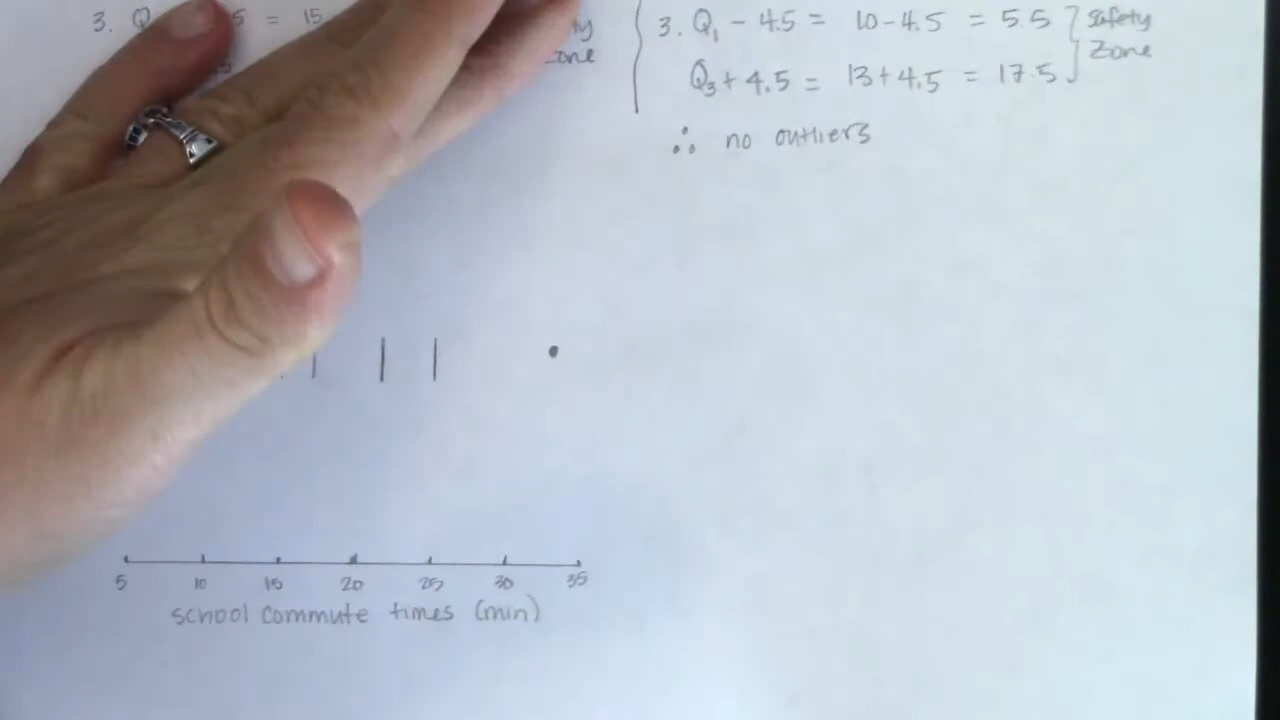 3. Q 5 = 15
3. Q₁ - 4.5 = 10 - 4.5 = 5.5 Safety
zone
Q₃ + 4.5 = 13 + 4.5 = 17.5
∴ no outliers
5 10 15 20 25 30 35
school commute times (min)